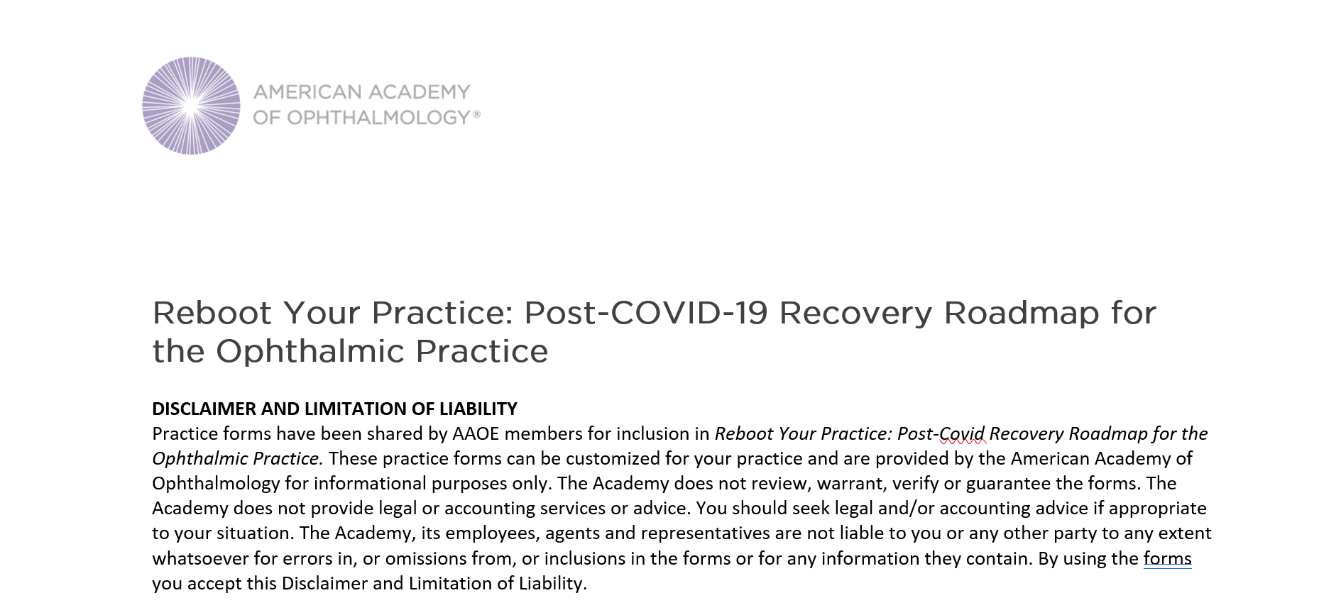 AMERICAN ACADEMY
OF OPHTHALMOLOGY®
Reboot Your Practice: Post-COVID-19 Recovery Roadmap for
the Ophthalmic Practice
DISCLAIMER AND LIMITATION OF LIABILITY
Practice forms have been shared by AAOE members for inclusion in Reboot Your Practice: Post-Covid Recovery Roadmap for the
Ophthalmic Practice. These practice forms can be customized for your practice and are provided by the American Academy of
Ophthalmology for informational purposes only. The Academy does not review, warrant, verify or guarantee the forms. The
Academy does not provide legal or accounting services or advice. You should seek legal and/or accounting advice if appropriate
to your situation. The Academy, its employees, agents and representatives are not liable to you or any other party to any extent
whatsoever for errors in, or omissions from, or inclusions in the forms or for any information they contain. By using the forms
you accept this Disclaimer and Limitation of Liability.